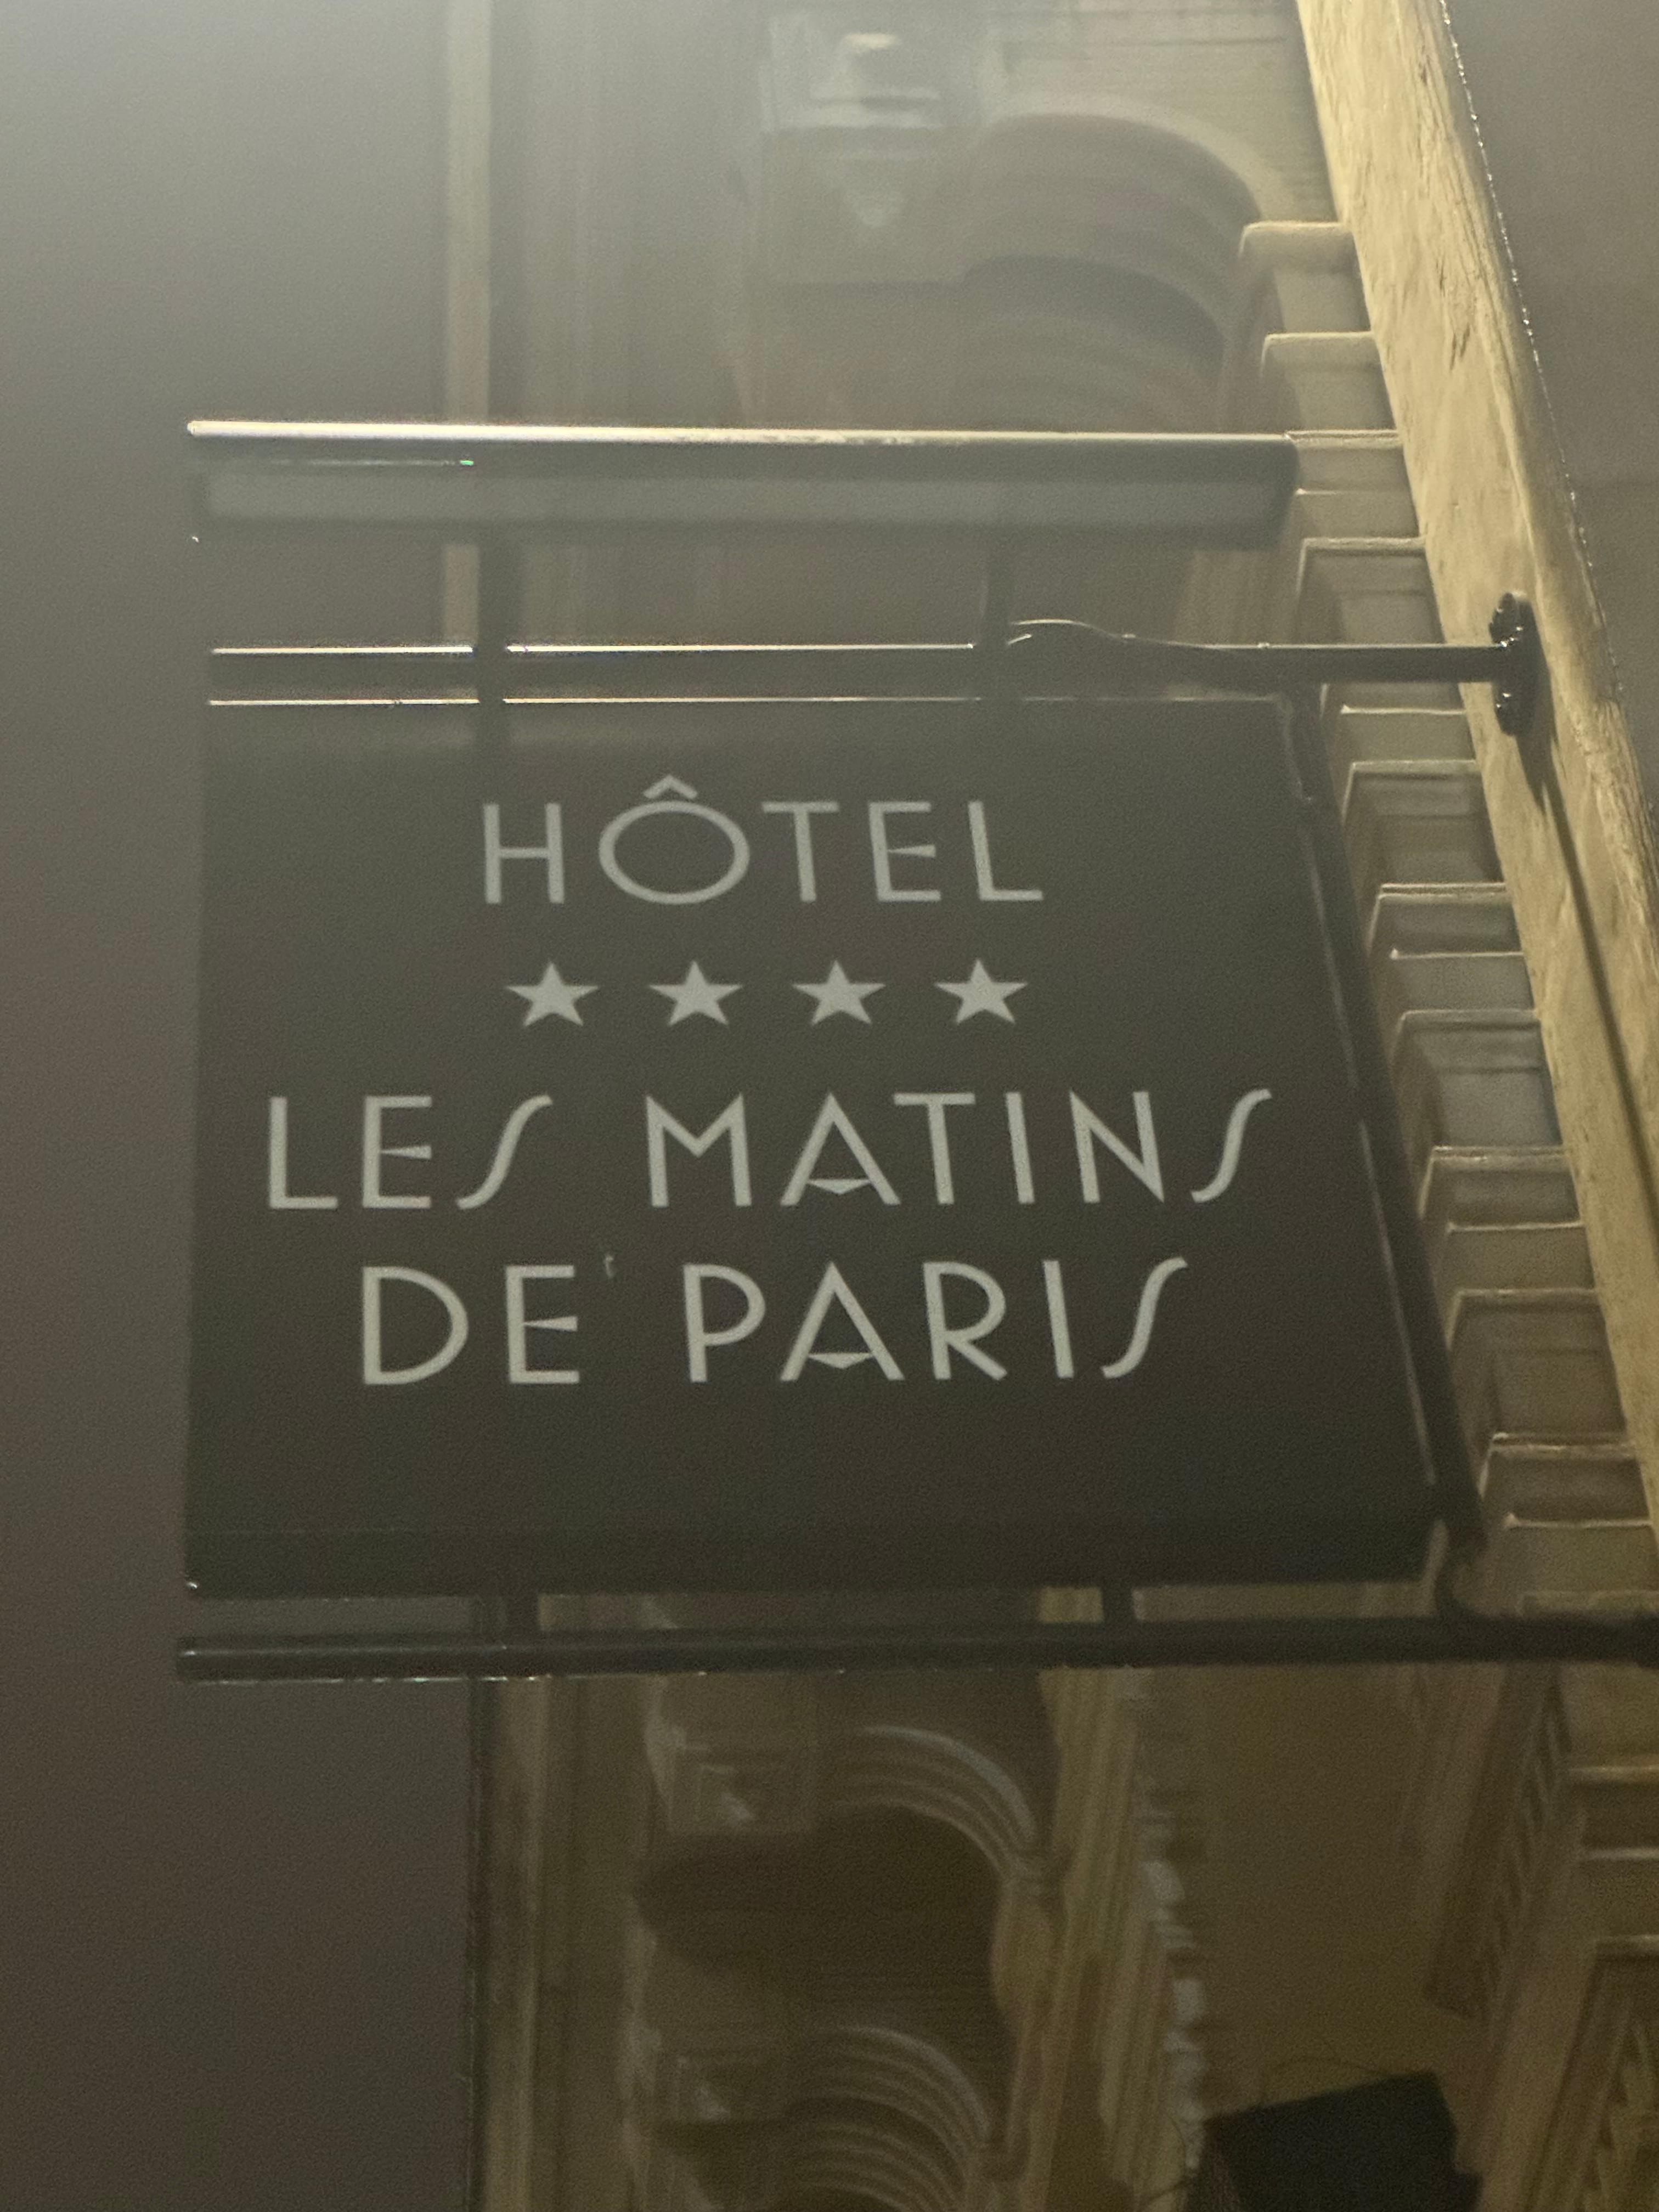 HÔTEL
★★★★
LES MATINS
DE PARIS